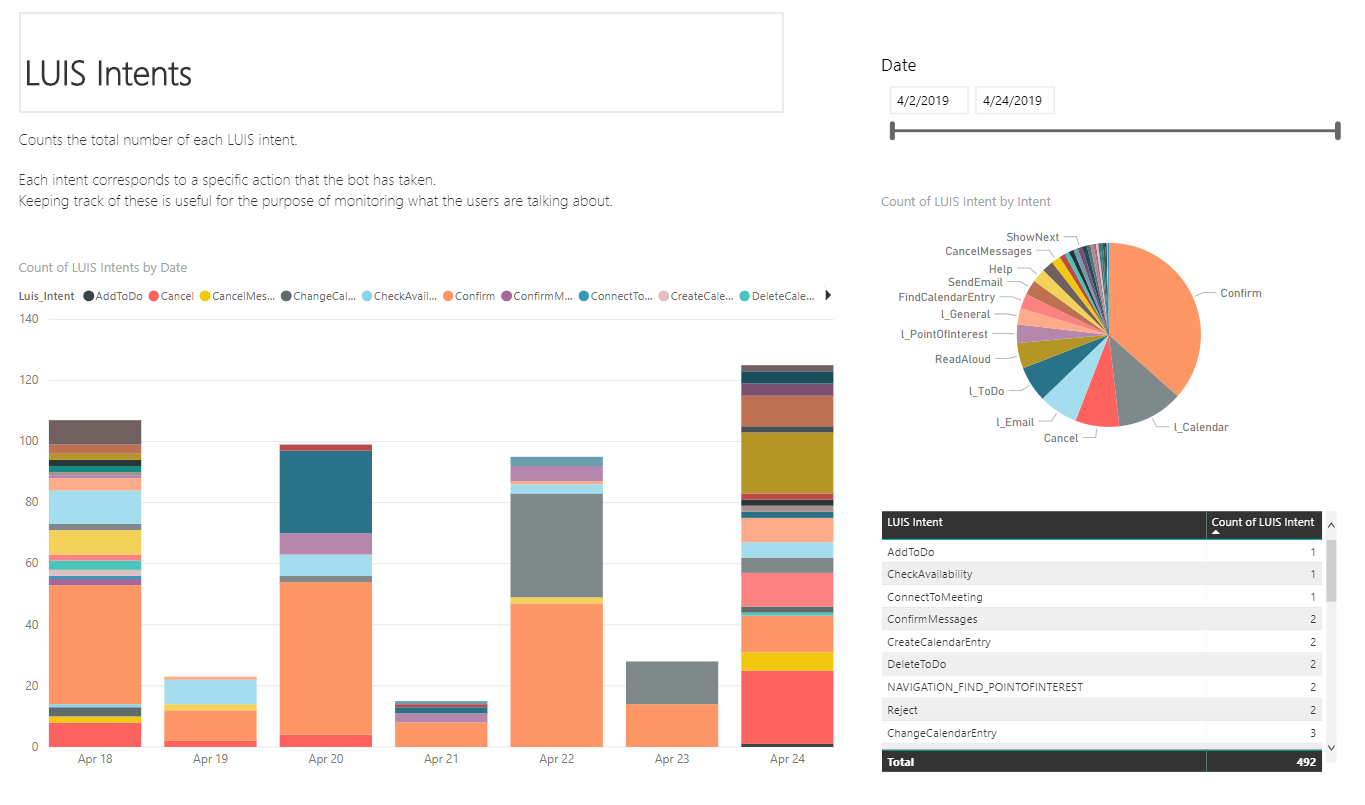 LUIS Intents
Counts the total number of each LUIS intent.
Each intent corresponds to a specific action that the bot has taken.
Keeping track of these is useful for the purpose of monitoring what the users are talking about.
Date
4/2/2019 4/24/2019
Count of LUIS Intents by Date
Luis_Intent AddToDo Cancel CancelMes... ChangeCal... CheckAvail... Confirm ConfirmM... ConnectTo... CreateCale... DeleteCale...
140
120
100
80
60
40
20
0
Apr 18 Apr 19 Apr 20 Apr 21 Apr 22 Apr 23 Apr 24
Count of LUIS Intent by Intent
ShowNext
CancelMessages
Help
SendEmail
FindCalendarEntry
l_General
l_PointOfInterest
ReadAloud
l_ToDo
l_Email
Cancel
l_Calendar
Confirm
LUIS Intent Count of LUIS Intent
AddToDo 1
CheckAvailability 1
ConnectToMeeting 1
ConfirmMessages 2
CreateCalendarEntry 2
DeleteToDo 2
NAVIGATION_FIND_POINTOFINTEREST 2
Reject 2
ChangeCalendarEntry 3
Total 492